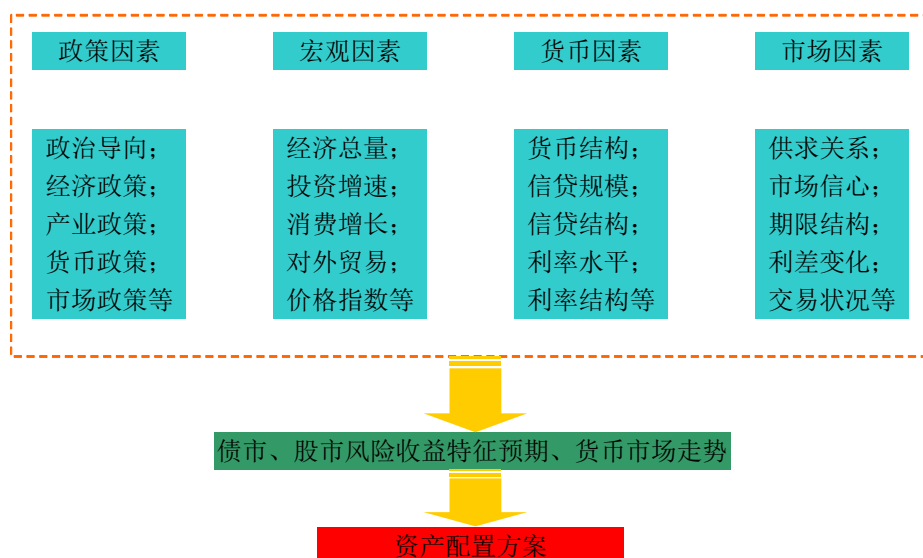 政策因素
宏观因素
货币因素
市场因素
政治导向；
经济政策；
产业政策；
货币政策；
市场政策等
经济总量；
投资增速；
消费增长；
对外贸易；
价格指数等
货币结构；
信贷规模；
信贷结构；
利率水平；
利率结构等
供求关系；
市场信心；
期限结构；
利差变化；
交易状况等
债市、股市风险收益特征预期、货币市场走势
资产配置方案